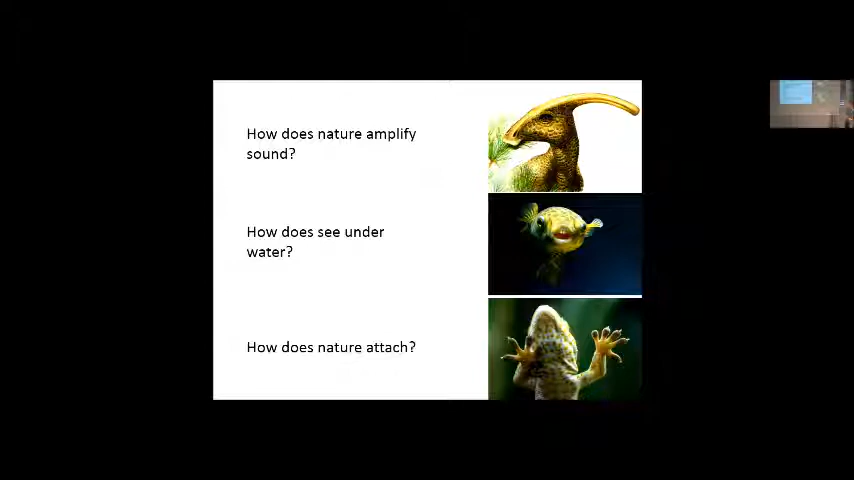 How does nature amplify
sound?
How does see under
water?
How does nature attach?